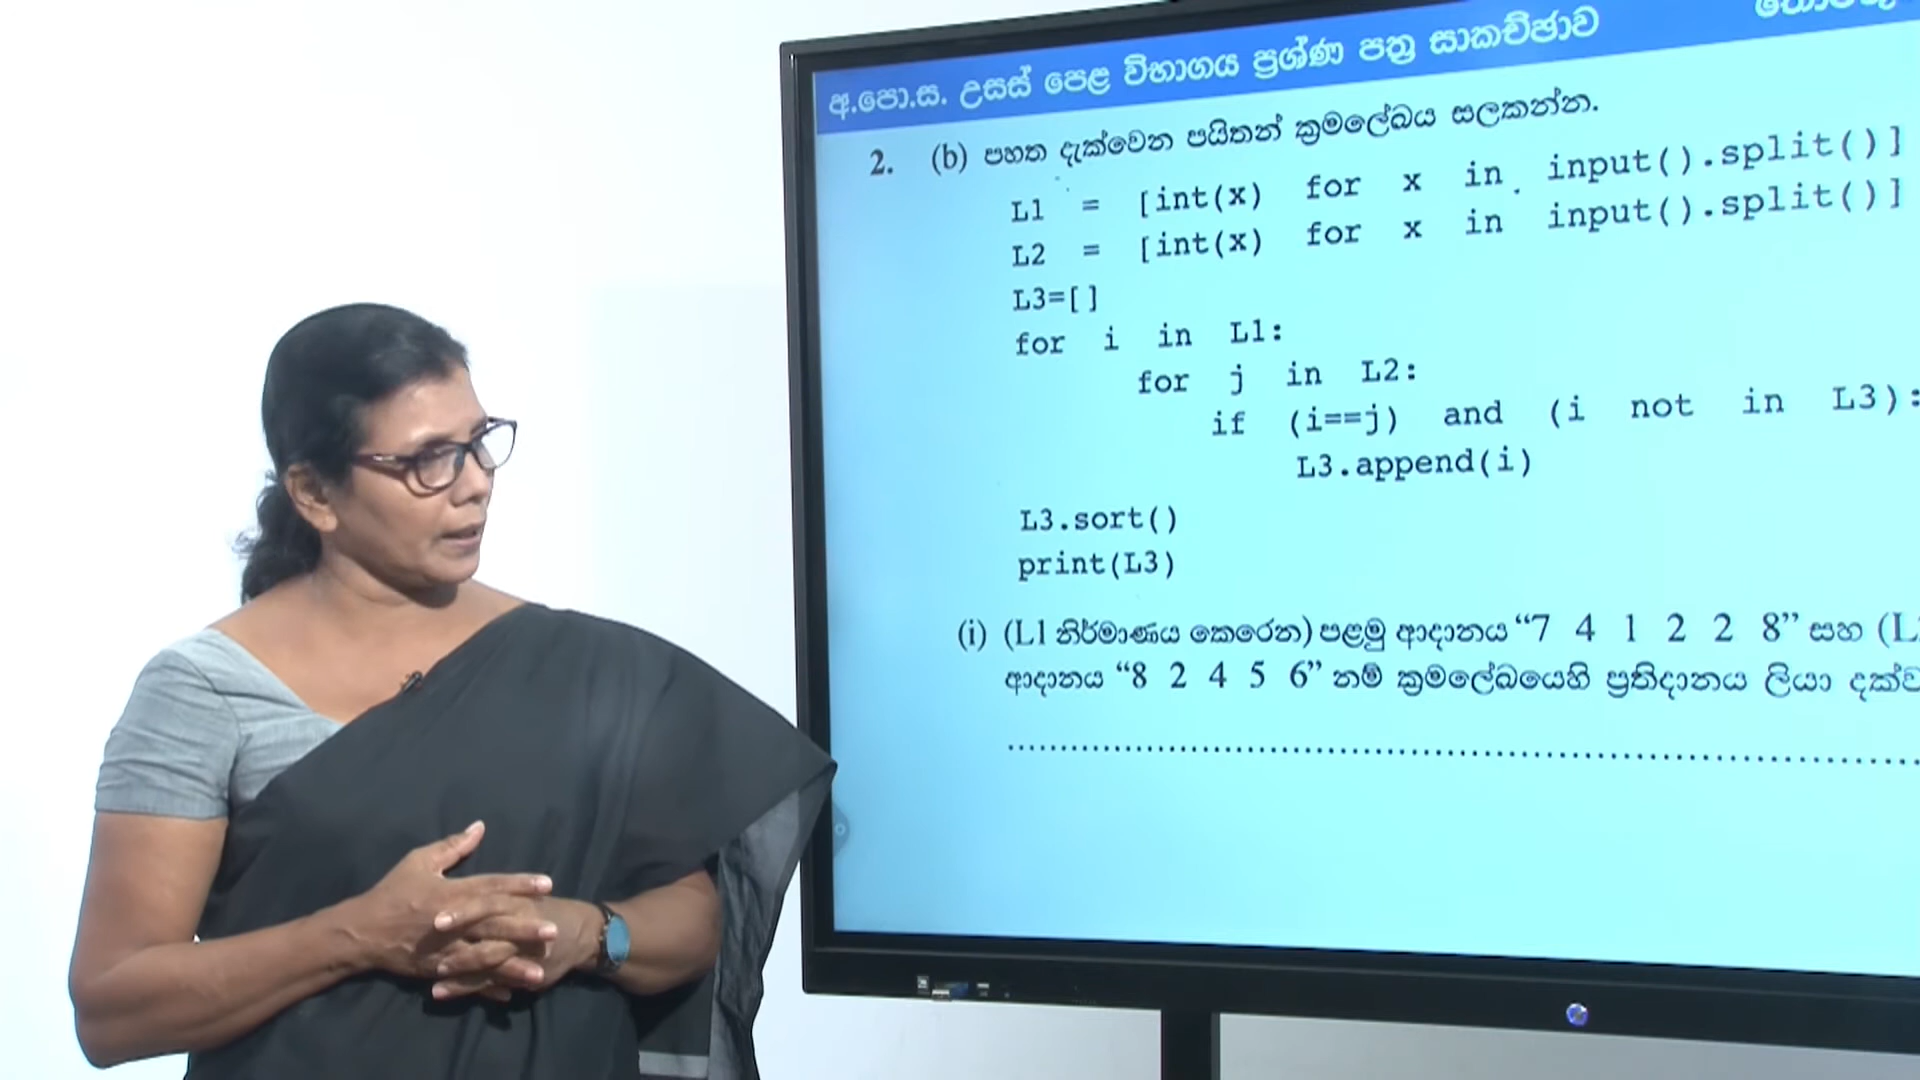 අ.පො.ස. උසස් පෙළ විභාගය ප්‍රශ්ණ පත්‍ර සාකච්ඡාව
2. (b) පහත දැක්වෙන පයිතන් ක්‍රමලේඛය සලකන්න.
L1 = [int(x) for x in input().split()]
L2 = [int(x) for x in input().split()]
L3=[]
for i in L1:
for j in L2:
if (i==j) and (i not in L3):
L3.append(i)
L3.sort()
print(L3)
(i) (L1 නිර්මාණය කෙරෙන) පළමු ආදානය “7 4 1 2 2 8” සහ
ආදානය “8 2 4 5 6” නම් ක්‍රමලේඛයෙහි ප්‍රතිදානය ලියා